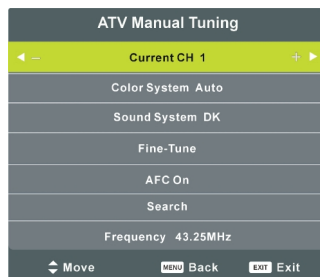 ATV Manual Tuning
− Current CH 1 +
Color System Auto
Sound System DK
Fine-Tune
AFC On
Search
Frequency 43.25MHz
Move MENU Back EXIT Exit